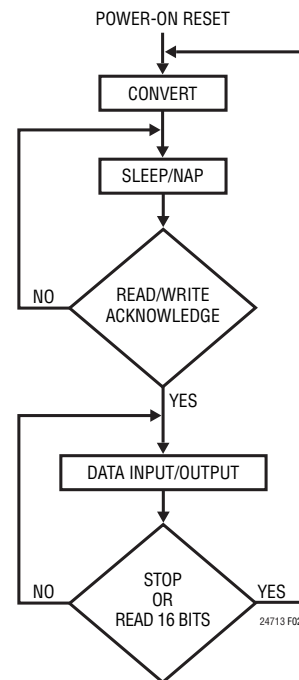 POWER-ON RESET
CONVERT
SLEEP/NAP
READ/WRITE
ACKNOWLEDGE
NO
YES
DATA INPUT/OUTPUT
STOP
OR
READ 16 BITS
NO
YES
24713 F02